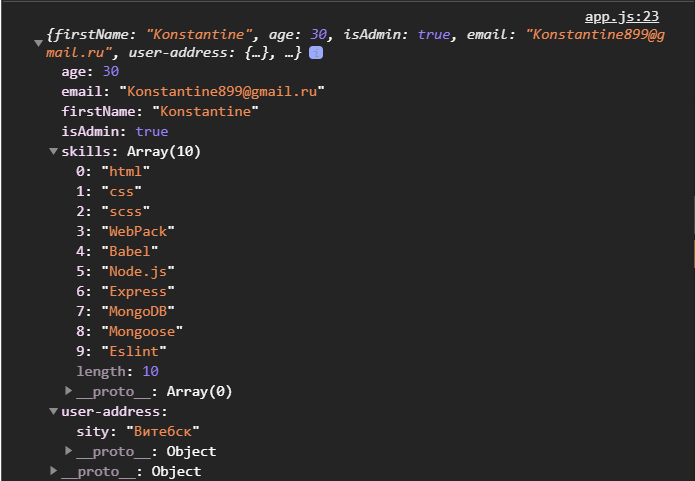 app.js:23
{firstName: "Konstantine", age: 30, isAdmin: true, email: "Konstantine899@g
mail.ru", user-address: {…}, …} i
age: 30
email: "Konstantine899@gmail.ru"
firstName: "Konstantine"
isAdmin: true
skills: Array(10)
0: "html"
1: "css"
2: "scss"
3: "WebPack"
4: "Babel"
5: "Node.js"
6: "Express"
7: "MongoDB"
8: "Mongoose"
9: "Eslint"
length: 10
__proto__: Array(0)
user-address:
sity: "Витебск"
__proto__: Object
__proto__: Object